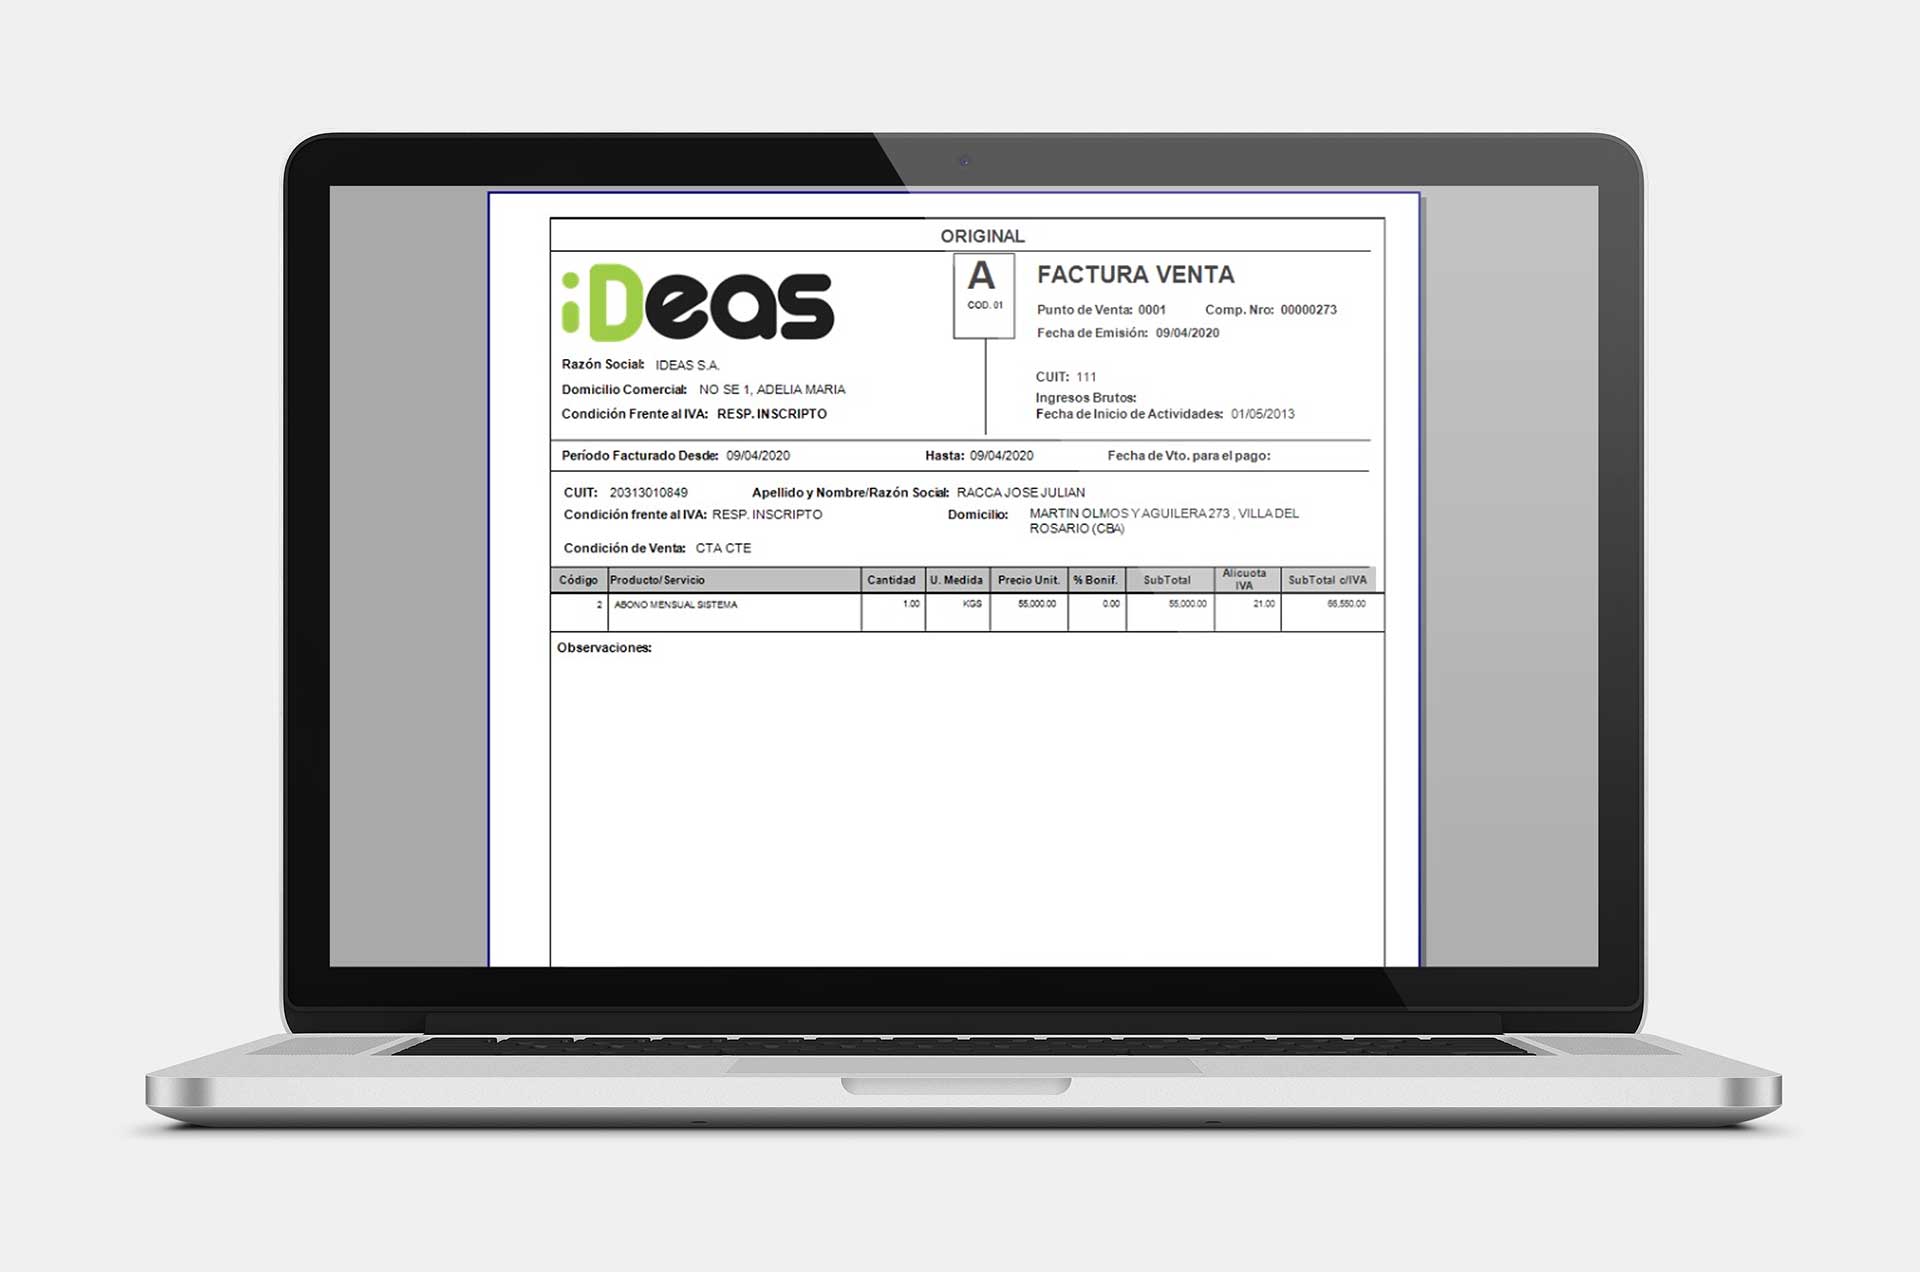 ORIGINAL
iDeas
A
COD. 01
FACTURA VENTA
Punto de Venta: 0001 Comp. Nro: 00000273
Fecha de Emisión: 09/04/2020
Razón Social: IDEAS S.A.
Domicilio Comercial: NO SE 1, ADELIA MARIA
Condición Frente al IVA: RESP. INSCRIPTO
CUIT: 111
Ingresos Brutos:
Fecha de Inicio de Actividades: 01/05/2013
Período Facturado Desde: 09/04/2020 Hasta: 09/04/2020 Fecha de Vto. para el pago:
CUIT: 20313010849 Apellido y Nombre/Razón Social: RACCA JOSE JULIAN
Condición frente al IVA: RESP. INSCRIPTO Domicilio: MARTIN OLMOS Y AGUILERA 273 , VILLA DEL
ROSARIO (CBA)
Condición de Venta: CTA CTE
Código Producto/Servicio Cantidad U. Medida Precio Unit. % Bonif. SubTotal Alicuota IVA SubTotal c/IVA
2 ABONO MENSUAL SISTEMA 1.00 KGS 55,000.00 0.00 55,000.00 21.00 66,550.00
Observaciones: